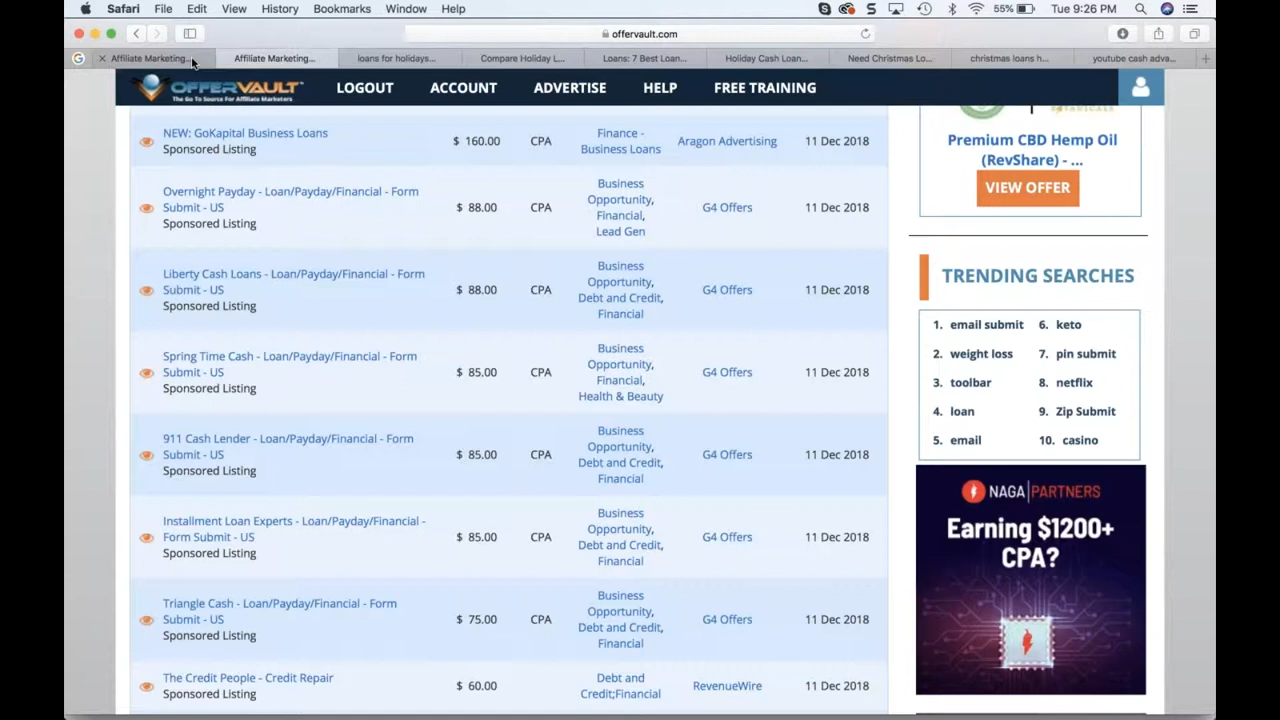 Safari File Edit View History Bookmarks Window Help 55% Tue 9:26 PM
offervault.com
Affiliate Marketing... Affiliate Marketing... loans for holidays... Compare Holiday L... Loans: 7 Best Loan... Holiday Cash Loan... Need Christmas Lo... christmas loans h... youtube cash adva...
OFFERVAULT
The Go To Source For Affiliate Marketers
LOGOUT ACCOUNT ADVERTISE HELP FREE TRAINING
NEW: GoKapital Business Loans
Sponsored Listing
$ 160.00 CPA
Finance -
Business Loans
Aragon Advertising 11 Dec 2018
Overnight Payday - Loan/Payday/Financial - Form
Submit - US
Sponsored Listing
$ 88.00 CPA
Business
Opportunity,
Financial,
Lead Gen
G4 Offers 11 Dec 2018
Liberty Cash Loans - Loan/Payday/Financial - Form
Submit - US
Sponsored Listing
$ 88.00 CPA
Business
Opportunity,
Debt and Credit,
Financial
G4 Offers 11 Dec 2018
Spring Time Cash - Loan/Payday/Financial - Form
Submit - US
Sponsored Listing
$ 85.00 CPA
Business
Opportunity,
Financial,
Health & Beauty
G4 Offers 11 Dec 2018
911 Cash Lender - Loan/Payday/Financial - Form
Submit - US
Sponsored Listing
$ 85.00 CPA
Business
Opportunity,
Debt and Credit,
Financial
G4 Offers 11 Dec 2018
Installment Loan Experts - Loan/Payday/Financial -
Form Submit - US
Sponsored Listing
$ 85.00 CPA
Business
Opportunity,
Debt and Credit,
Financial
G4 Offers 11 Dec 2018
Triangle Cash - Loan/Payday/Financial - Form
Submit - US
Sponsored Listing
$ 75.00 CPA
Business
Opportunity,
Debt and Credit,
Financial
G4 Offers 11 Dec 2018
The Credit People - Credit Repair
Sponsored Listing
$ 60.00 CPA
Debt and
Credit;Financial
RevenueWire 11 Dec 2018
Premium CBD Hemp Oil
(RevShare) - ...
VIEW OFFER
TRENDING SEARCHES
1. email submit 6. keto
2. weight loss 7. pin submit
3. toolbar 8. netflix
4. loan 9. Zip Submit
5. email 10. casino
NAGA|PARTNERS
Earning $1200+
CPA?